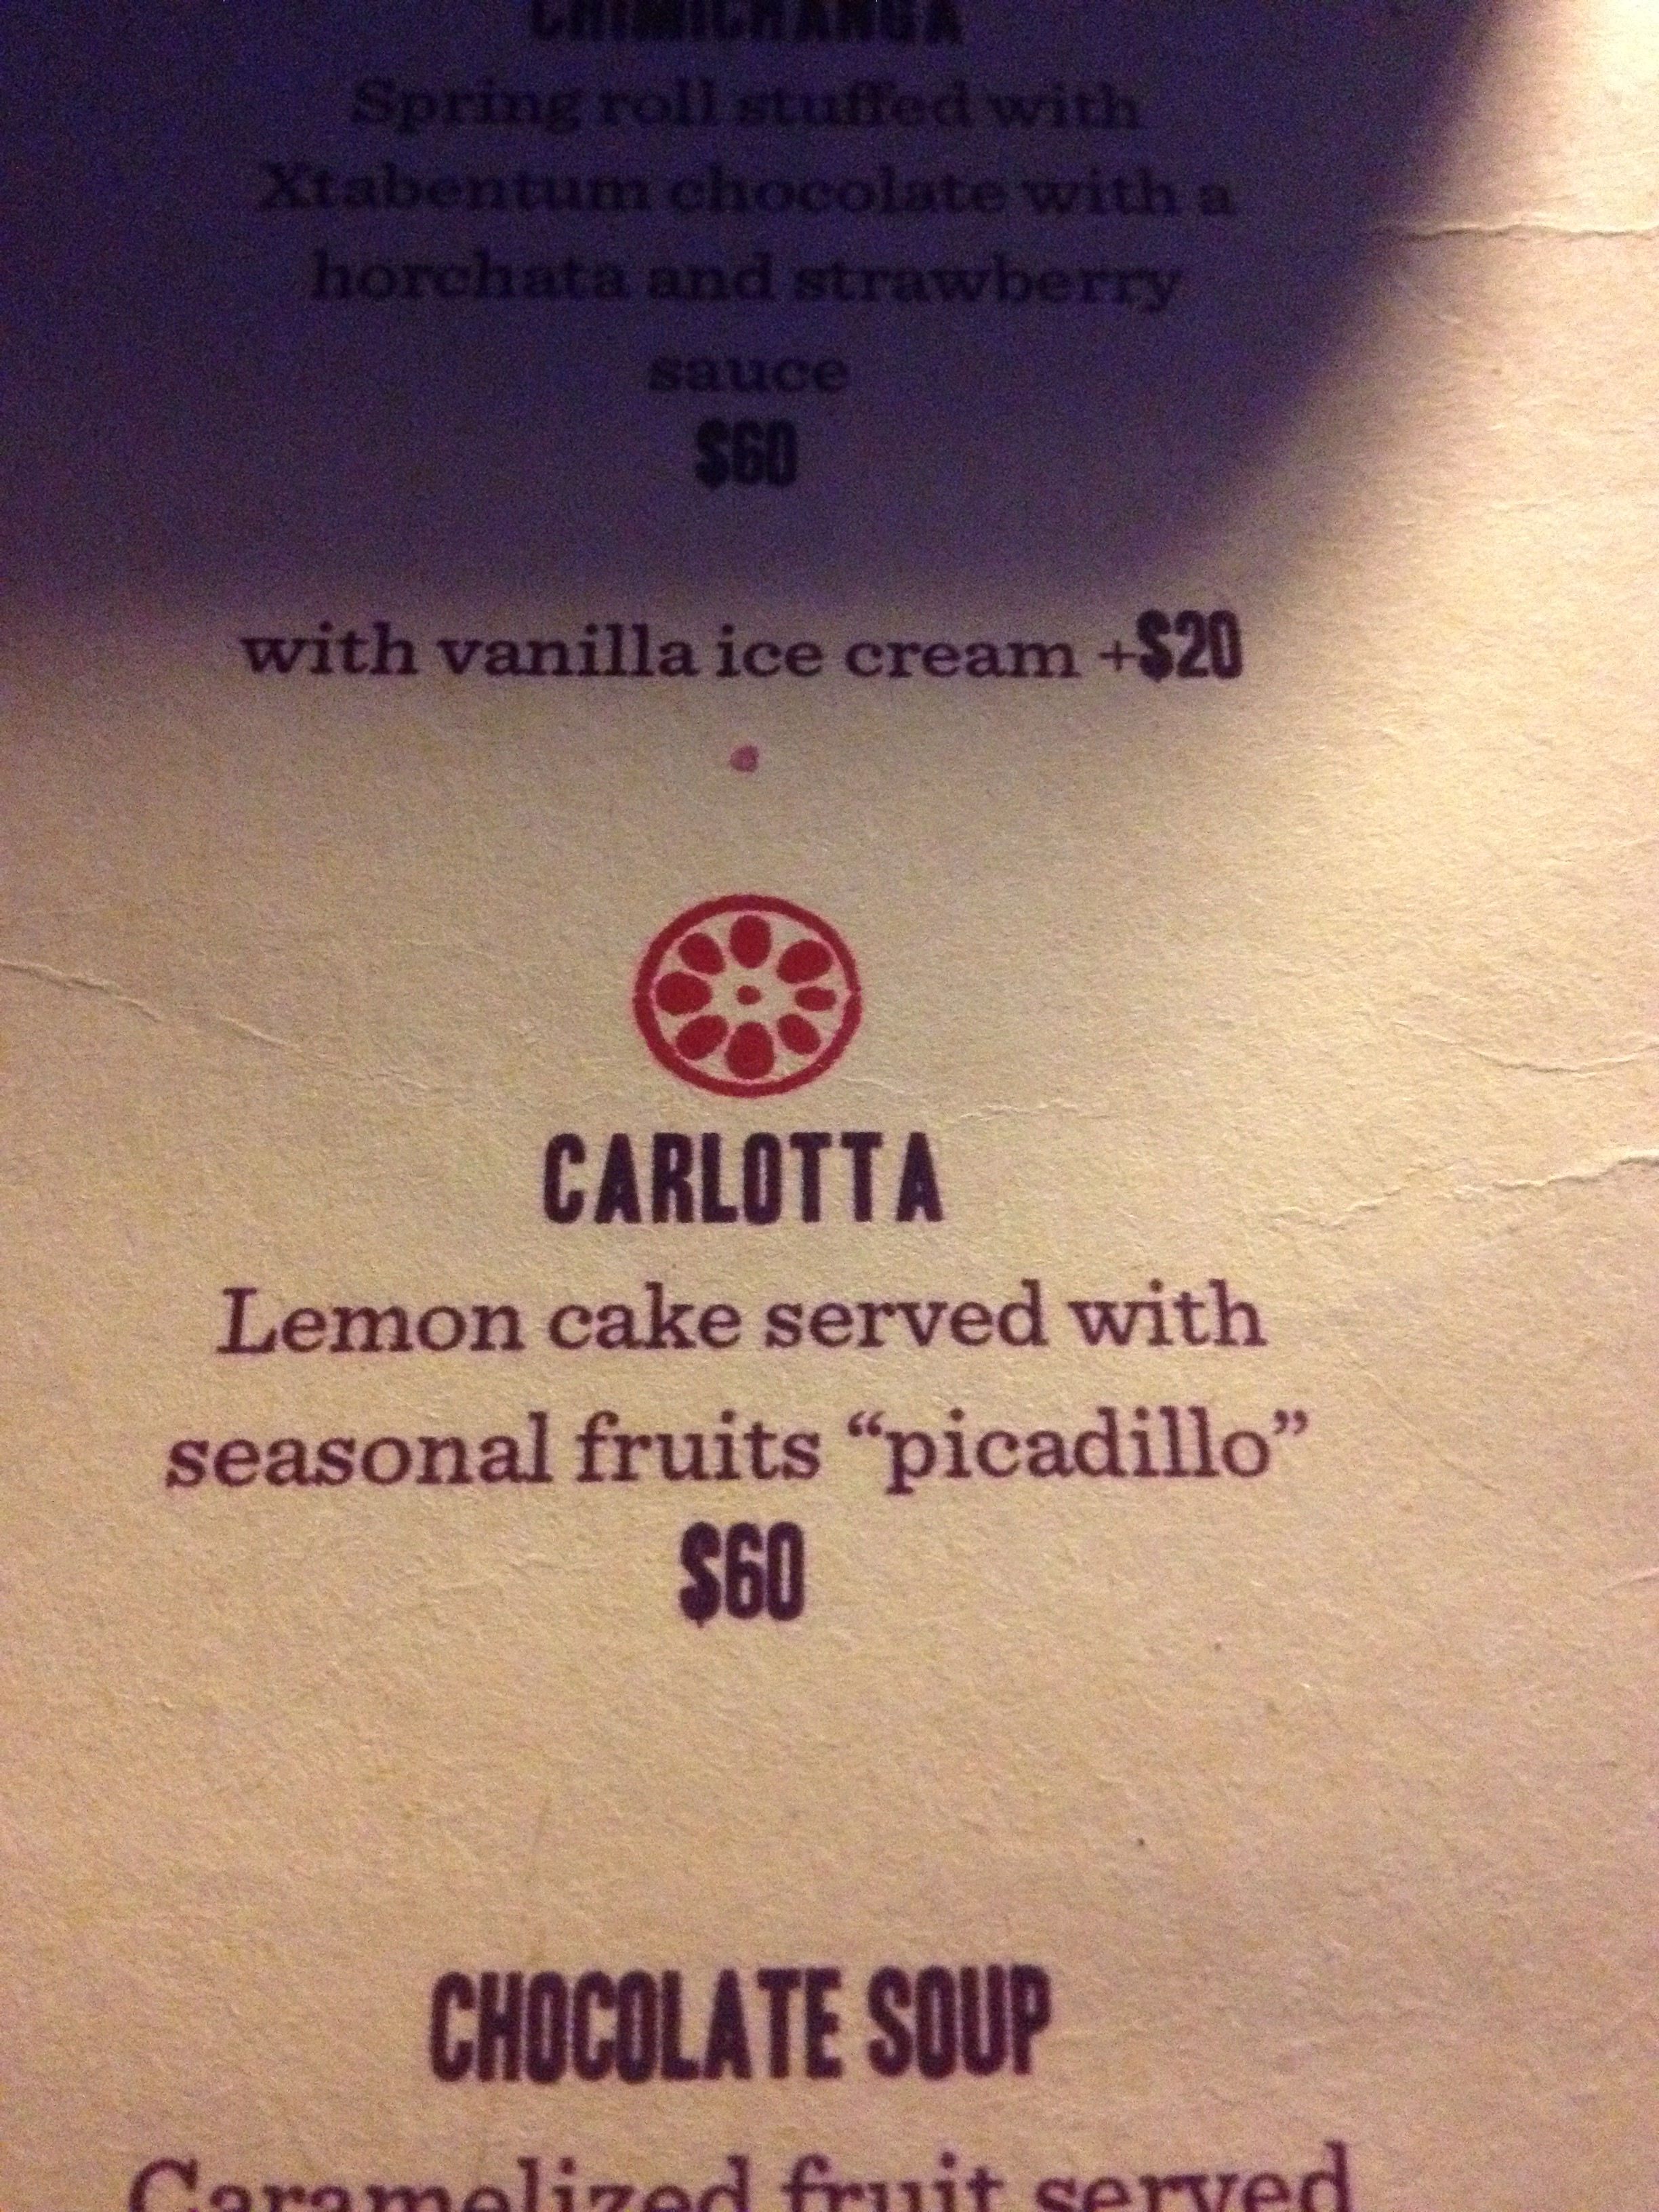 CHIMICHANGA
Spring roll stuffed with
Xtabentum chocolate with a
horchata and strawberry
sauce
$60
with vanilla ice cream +$20
CARLOTTA
Lemon cake served with
seasonal fruits “picadillo”
$60
CHOCOLATE SOUP
Caramelized fruit served